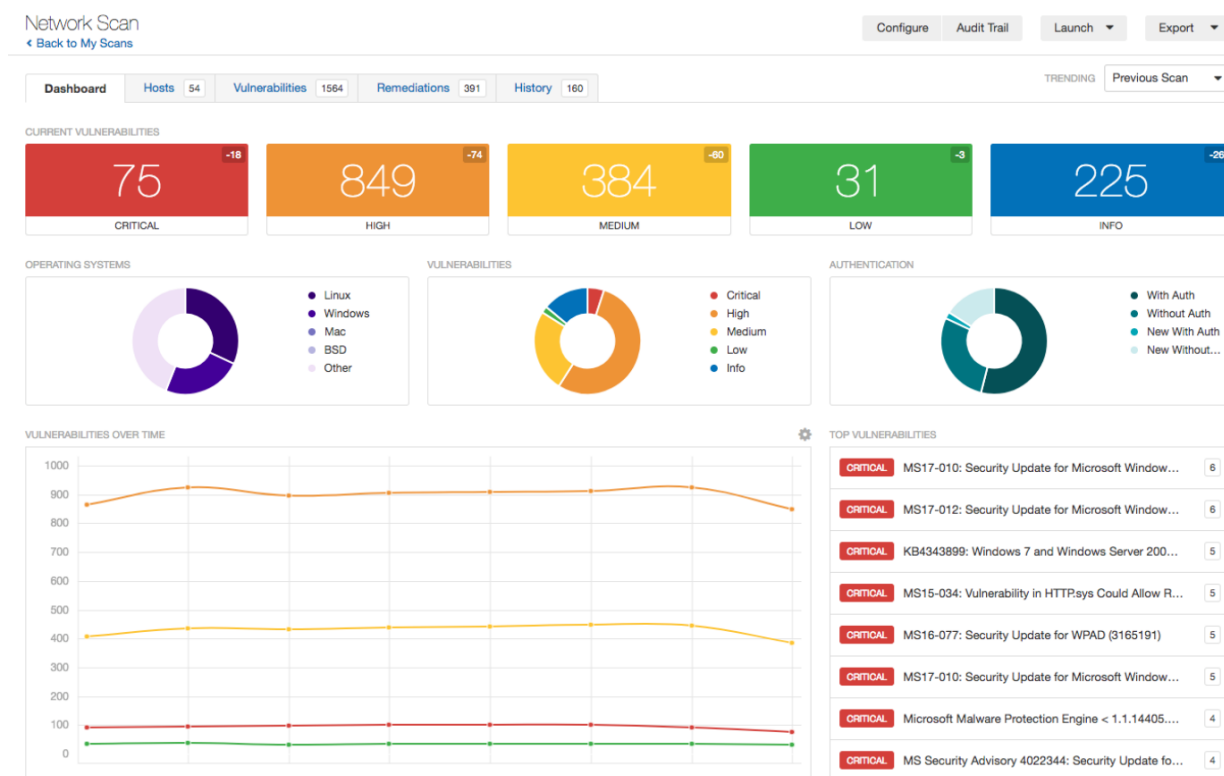 Network Scan
Back to My Scans
Configure
Audit Trail
Launch
Export
Dashboard
Hosts 54
Vulnerabilities 1564
Remediations 391
History 160
TRENDING
Previous Scan
CURRENT VULNERABILITIES
-18
75
CRITICAL
-74
849
HIGH
-60
384
MEDIUM
-3
31
LOW
-26
225
INFO
OPERATING SYSTEMS
Linux
Windows
Mac
BSD
Other
VULNERABILITIES
Critical
High
Medium
Low
Info
AUTHENTICATION
With Auth
Without Auth
New With Auth
New Without...
VULNERABILITIES OVER TIME
1000
900
800
700
600
500
400
300
200
100
0
TOP VULNERABILITIES
CRITICAL MS17-010: Security Update for Microsoft Window... 6
CRITICAL MS17-012: Security Update for Microsoft Window... 6
CRITICAL KB4343899: Windows 7 and Windows Server 200... 5
CRITICAL MS15-034: Vulnerability in HTTP.sys Could Allow R... 5
CRITICAL MS16-077: Security Update for WPAD (3165191) 5
CRITICAL MS17-010: Security Update for Microsoft Window... 5
CRITICAL Microsoft Malware Protection Engine < 1.1.14405.... 4
CRITICAL MS Security Advisory 4022344: Security Update fo... 4